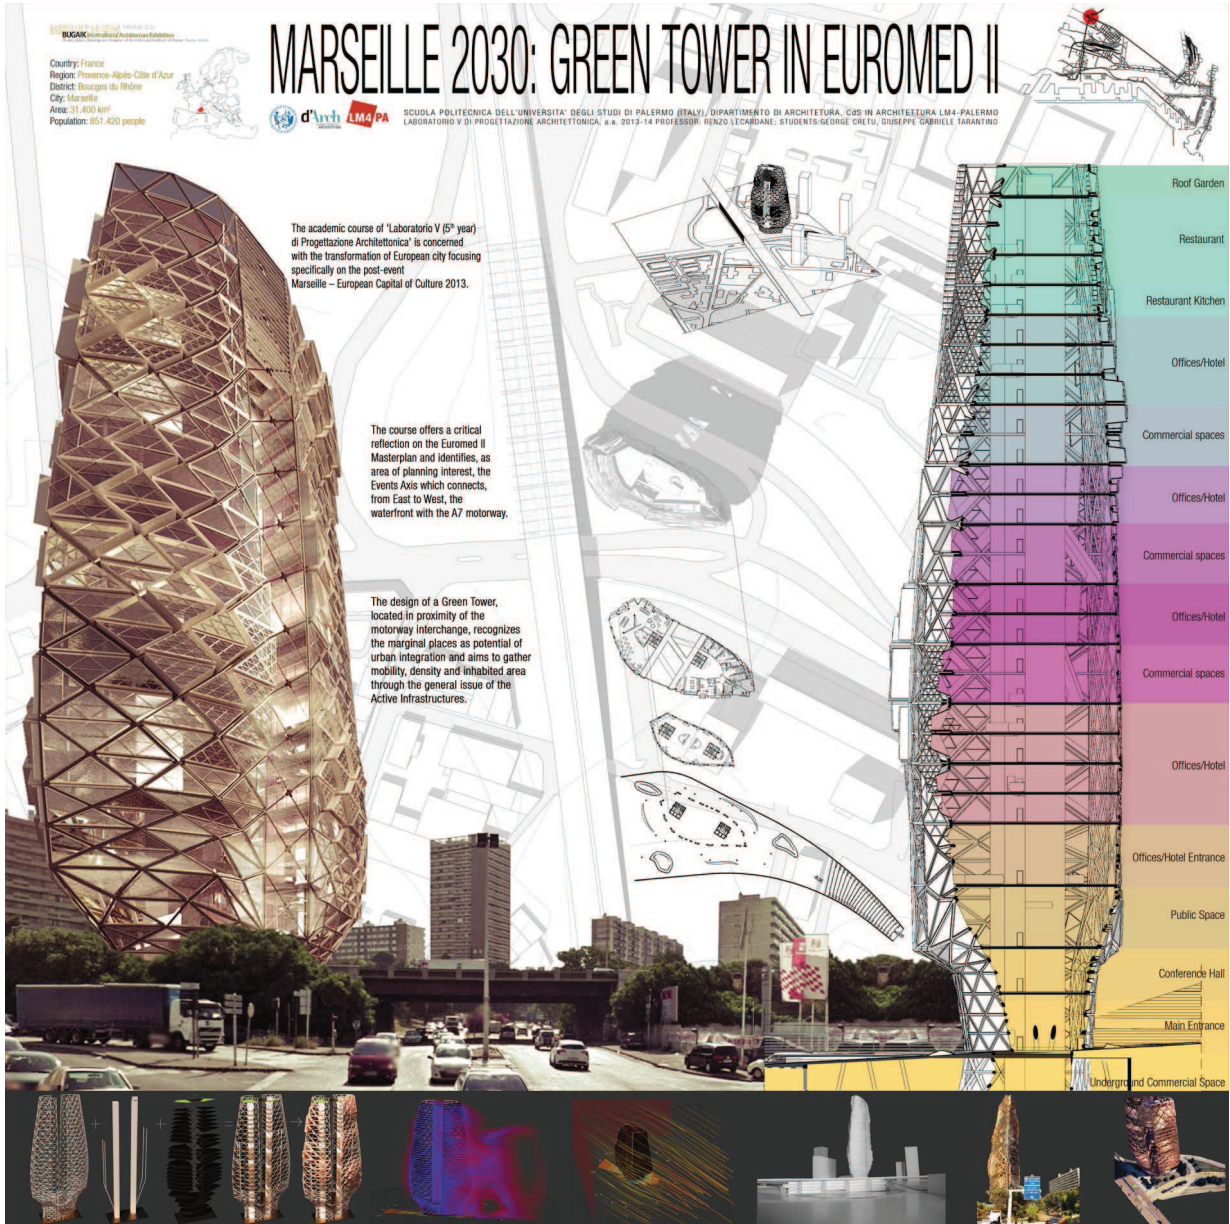 BUGAIK International Architecture Exhibition
Country: France
Region: Provence-Alpés-Côte d'Azur
District: Boucges du Rhône
City: Marseille
Area: 31.400 km²
Population: 851.420 people
MARSEILLE 2030: GREEN TOWER IN EUROMED II
d'Arch
ARCHITETTURA
LM4 PA
SCUOLA POLITECNICA DELL'UNIVERSITA' DEGLI STUDI DI PALERMO (ITALY), DIPARTIMENTO DI ARCHITETURA, CdS IN ARCHITETTURA LM4-PALERMO
LABORATORIO V DI PROGETTAZIONE ARCHITETTONICA, a.a. 2013-14 PROFESSOR: RENZO LECARDANE; STUDENTS:GEORGE CRETU, GIUSEPPE GABRIELE TARANTINO
The academic course of 'Laboratorio V (5th year)
di Progettazione Architettonica' is concerned
with the transformation of European city focusing
specifically on the post-event
Marseille – European Capital of Culture 2013.
The course offers a critical
reflection on the Euromed II
Masterplan and identifies, as
area of planning interest, the
Events Axis which connects,
from East to West, the
waterfront with the A7 motorway.
The design of a Green Tower,
located in proximity of the
motorway interchange, recognizes
the marginal places as potential of
urban integration and aims to gather
mobility, density and inhabited area
through the general issue of the
Active Infrastructures.
Roof Garden
Restaurant
Restaurant Kitchen
Offices/Hotel
Commercial spaces
Offices/Hotel
Commercial spaces
Offices/Hotel
Commercial spaces
Offices/Hotel
Offices/Hotel Entrance
Public Space
Conference Hall
Main Entrance
Underground Commercial Space